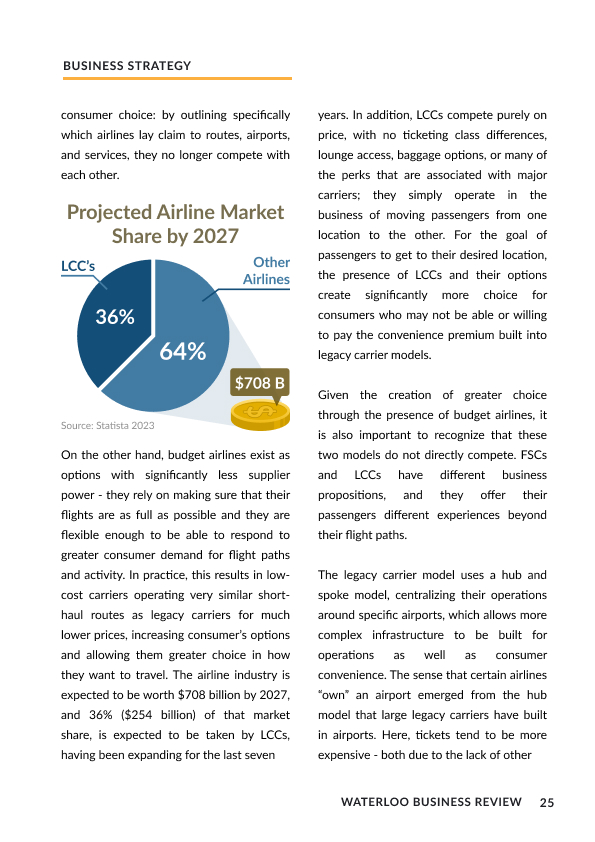 BUSINESS STRATEGY
consumer choice: by outlining specifically
which airlines lay claim to routes, airports,
and services, they no longer compete with
each other.
Projected Airline Market
Share by 2027
LCC's
Other
Airlines
36%
64%
$708 B
Source: Statista 2023
On the other hand, budget airlines exist as
options with significantly less supplier
power - they rely on making sure that their
flights are as full as possible and they are
flexible enough to be able to respond to
greater consumer demand for flight paths
and activity. In practice, this results in low-
cost carriers operating very similar short-
haul routes as legacy carriers for much
lower prices, increasing consumer's options
and allowing them greater choice in how
they want to travel. The airline industry is
expected to be worth $708 billion by 2027,
and 36% ($254 billion) of that market
share, is expected to be taken by LCCs,
having been expanding for the last seven
years. In addition, LCCs compete purely on
price, with no ticketing class differences,
lounge access, baggage options, or many of
the perks that are associated with major
carriers; they simply operate in the
business of moving passengers from one
location to the other. For the goal of
passengers to get to their desired location,
the presence of LCCs and their options
create significantly more choice for
consumers who may not be able or willing
to pay the convenience premium built into
legacy carrier models.
Given the creation of greater choice
through the presence of budget airlines, it
is also important to recognize that these
two models do not directly compete. FSCs
and LCCs have different business
propositions, and they offer their
passengers different experiences beyond
their flight paths.
The legacy carrier model uses a hub and
spoke model, centralizing their operations
around specific airports, which allows more
complex infrastructure to be built for
operations as well as consumer
convenience. The sense that certain airlines
“own” an airport emerged from the hub
model that large legacy carriers have built
in airports. Here, tickets tend to be more
expensive - both due to the lack of other
WATERLOO BUSINESS REVIEW 25